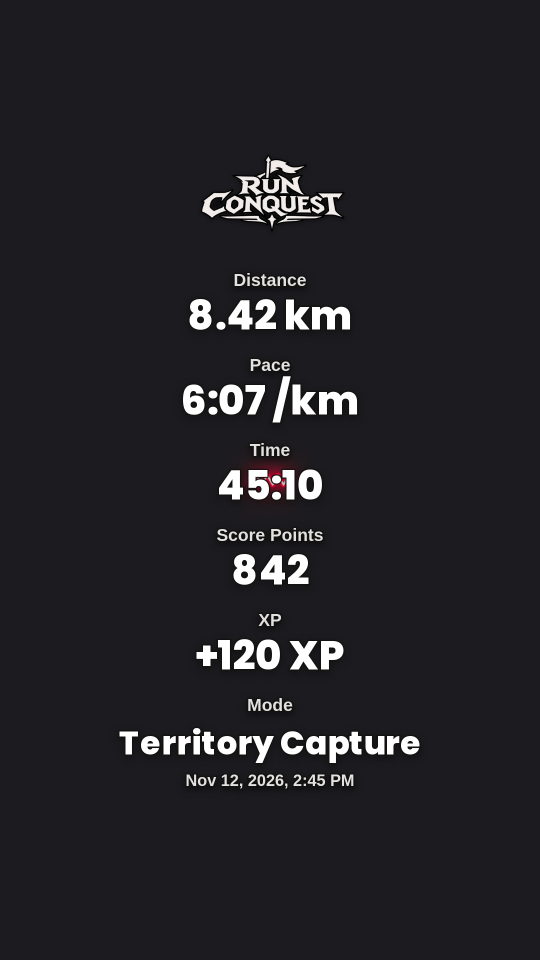 RUN
CONQUEST
Distance
8.42 km
Pace
6:07 /km
Time
45:10
Score Points
842
XP
+120 XP
Mode
Territory Capture
Nov 12, 2026, 2:45 PM